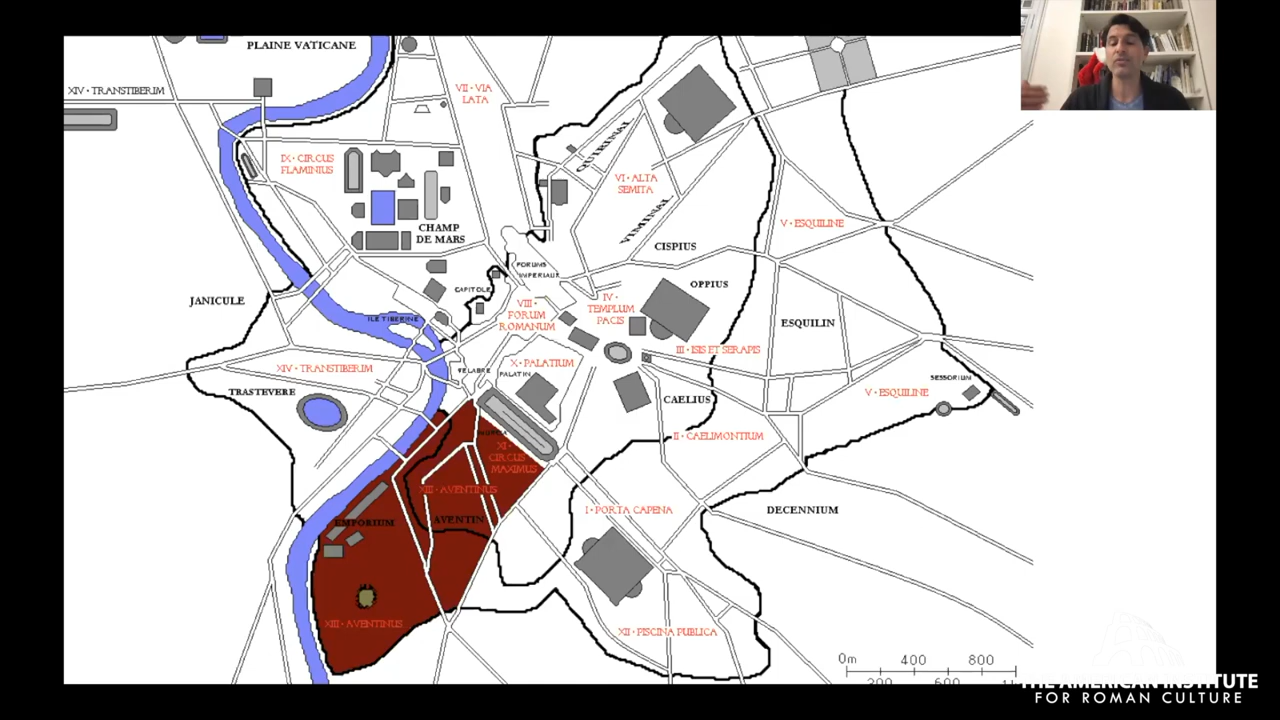 PLAINE VATICANE
XIV • TRANSTIBERIM
VII • VIA
LATA
IX • CIRCUS
FLAMINIUS
QUIRINAL
VI • ALTA
SEMITA
VIMINAL
V • ESQUILINE
CHAMP
DE MARS
CISPIUS
FORUMS
IMPERIAUX
CAPITOLE
OPPIUS
JANICULE
ILE TIBERINE
VIII •
FORUM
ROMANUM
IV •
TEMPLUM
PACIS
ESQUILIN
III • ISIS ET SERAPIS
X • PALATIUM
XIV • TRANSTIBERIM
VELABRE
PALATIN
SESSORIUM
TRASTEVERE
V • ESQUILINE
CAELIUS
II • CAELIMONTIUM
XI •
CIRCUS
MAXIMUS
XIII • AVENTINUS
EMPORIUM
AVENTIN
I • PORTA CAPENA
DECENNIUM
XIII • AVENTINUS
XII • PISCINA PUBLICA
0m 400 800
200 600
THE AMERICAN INSTITUTE
FOR ROMAN CULTURE